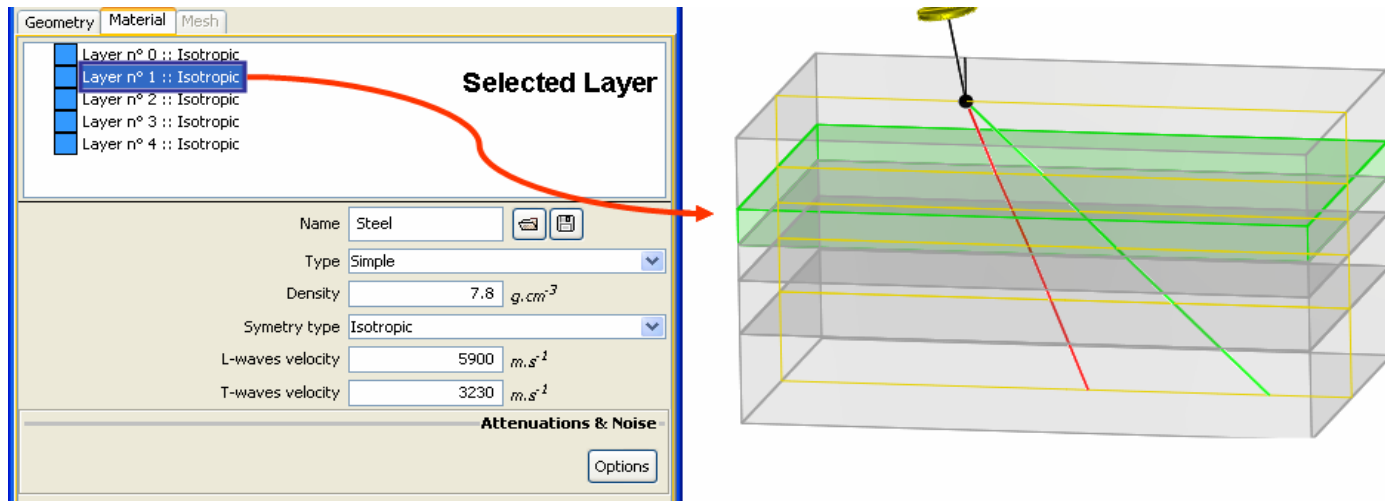 Geometry Material Mesh
Layer n° 0 :: Isotropic
Layer n° 1 :: Isotropic
Selected Layer
Layer n° 2 :: Isotropic
Layer n° 3 :: Isotropic
Layer n° 4 :: Isotropic
Name Steel
Type Simple
Density 7.8 g.cm⁻³
Symetry type Isotropic
L-waves velocity 5900 m.s⁻¹
T-waves velocity 3230 m.s⁻¹
Attenuations & Noise
Options